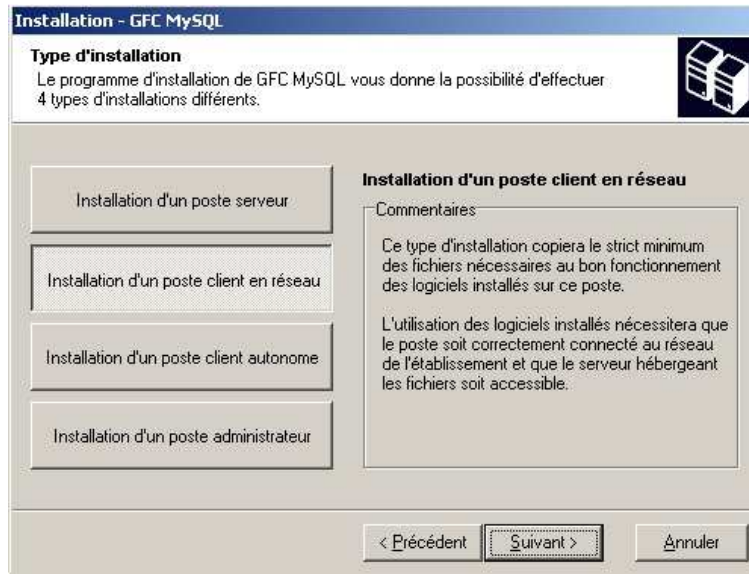 Installation - GFC MySQL
Type d'installation
Le programme d'installation de GFC MySQL vous donne la possibilité d'effectuer
4 types d'installations différents.
Installation d'un poste serveur
Installation d'un poste client en réseau
Installation d'un poste client autonome
Installation d'un poste administrateur
Installation d'un poste client en réseau
Commentaires
Ce type d'installation copiera le strict minimum
des fichiers nécessaires au bon fonctionnement
des logiciels installés sur ce poste.
L'utilisation des logiciels installés nécessitera que
le poste soit correctement connecté au réseau
de l'établissement et que le serveur hébergeant
les fichiers soit accessible.
< Précédent
Suivant >
Annuler